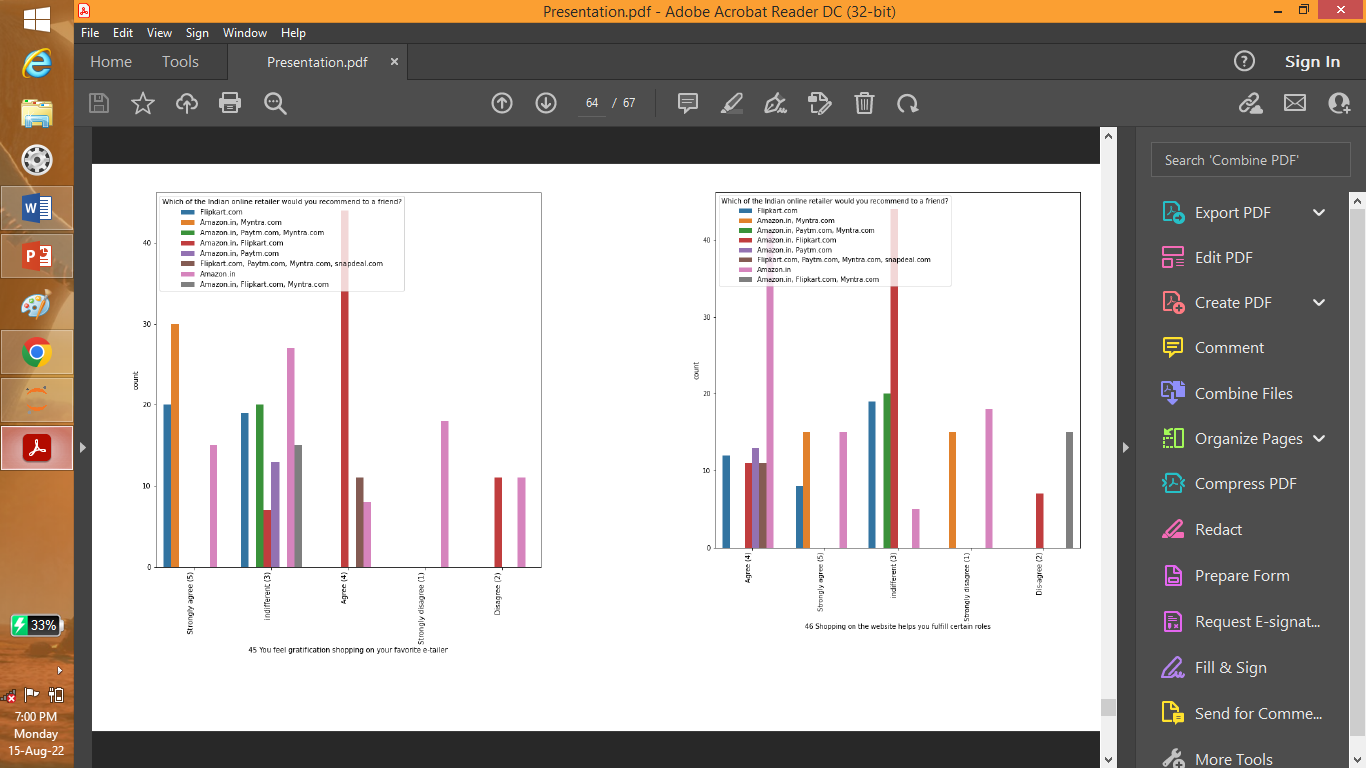 Presentation.pdf - Adobe Acrobat Reader DC (32-bit)
File Edit View Sign Window Help
Home Tools Presentation.pdf × Sign In
64 / 67
Which of the Indian online retailer would you recommend to a friend?
Flipkart.com
Amazon.in, Myntra.com
Amazon.in, Paytm.com, Myntra.com
Amazon.in, Flipkart.com
Amazon.in, Paytm.com
Flipkart.com, Paytm.com, Myntra.com, snapdeal.com
Amazon.in
Amazon.in, Flipkart.com, Myntra.com
40
30
20
10
0
count
Strongly agree (5)
indifferent (3)
Agree (4)
Strongly disagree (1)
Disagree (2)
45 You feel gratification shopping on your favorite e-tailer
Which of the Indian online retailer would you recommend to a friend?
Flipkart.com
Amazon.in, Myntra.com
Amazon.in, Paytm.com, Myntra.com
Amazon.in, Flipkart.com
Amazon.in, Paytm.com
Flipkart.com, Paytm.com, Myntra.com, snapdeal.com
Amazon.in
Amazon.in, Flipkart.com, Myntra.com
40
30
20
10
0
count
Agree (4)
Strongly agree (5)
indifferent (3)
Strongly disagree (1)
Dis-agree (2)
46 Shopping on the website helps you fulfill certain roles
Search 'Combine PDF'
Export PDF
Edit PDF
Create PDF
Comment
Combine Files
Organize Pages
Compress PDF
Redact
Prepare Form
Request E-signat...
Fill & Sign
Send for Comme...
More Tools
33%
7:00 PM
Monday
15-Aug-22